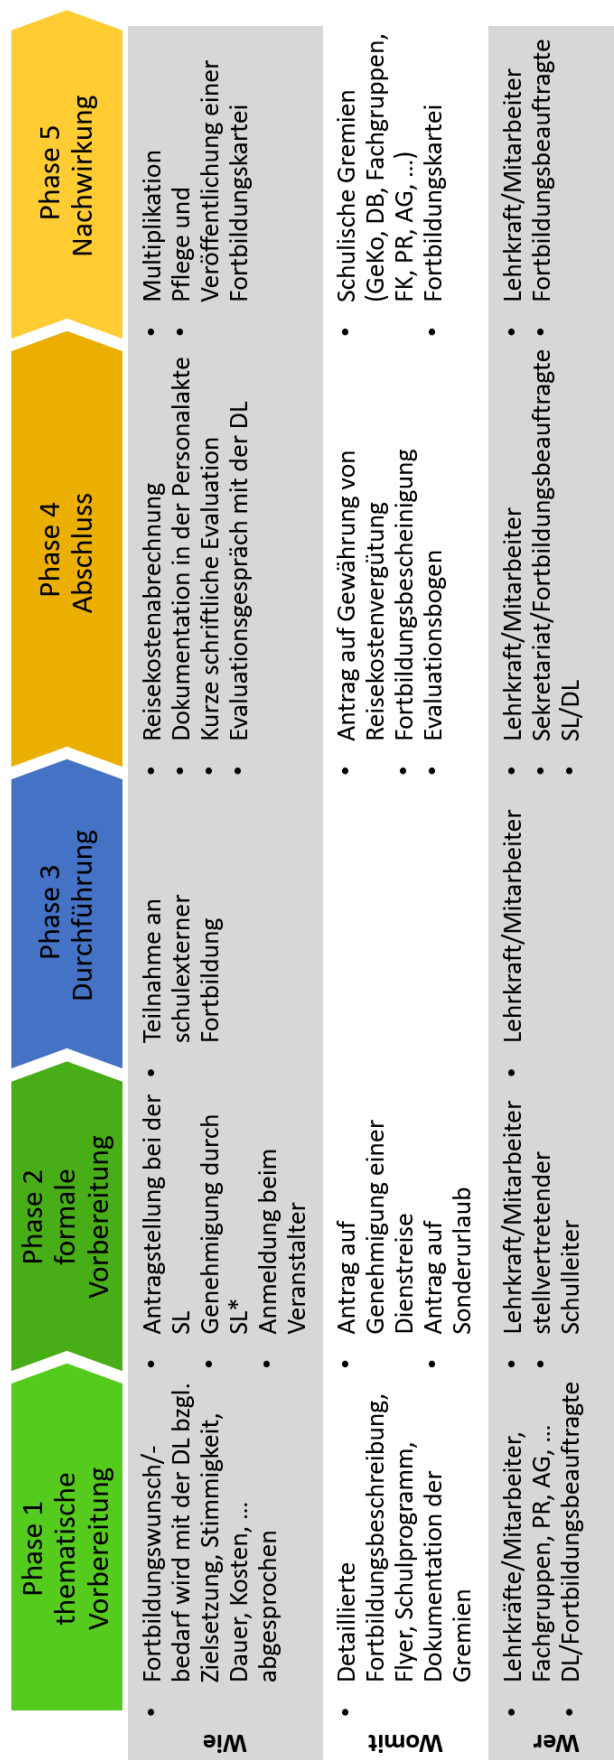 Phase 1
thematische
Vorbereitung
Phase 2
formale
Vorbereitung
Phase 3
Durchführung
Phase 4
Abschluss
Phase 5
Nachwirkung
Wie
• Fortbildungswunsch/-
bedarf wird mit der DL bzgl.
Zielsetzung, Stimmigkeit,
Dauer, Kosten, ...
abgesprochen
• Antragstellung bei der
SL
• Genehmigung durch
SL*
• Anmeldung beim
Veranstalter
• Teilnahme an
schulexterner
Fortbildung
• Reisekostenabrechnung
• Dokumentation in der Personalakte
• Kurze schriftliche Evaluation
• Evaluationsgespräch mit der DL
• Multiplikation
• Pflege und
Veröffentlichung einer
Fortbildungskartei
Womit
• Detaillierte
Fortbildungsbeschreibung,
Flyer, Schulprogramm,
Dokumentation der
Gremien
• Antrag auf
Genehmigung einer
Dienstreise
• Antrag auf
Sonderurlaub
• Antrag auf Gewährung von
Reisekostenvergütung
• Fortbildungsbescheinigung
• Evaluationsbogen
• Schulische Gremien
(GeKo, DB, Fachgruppen,
FK, PR, AG, ...)
• Fortbildungskartei
Wer
• Lehrkräfte/Mitarbeiter,
Fachgruppen, PR, AG, ...
• DL/Fortbildungsbeauftragte
• Lehrkraft/Mitarbeiter
• stellvertretender
Schulleiter
• Lehrkraft/Mitarbeiter
• Lehrkraft/Mitarbeiter
• Sekretariat/Fortbildungsbeauftragte
• SL/DL
• Lehrkraft/Mitarbeiter
• Fortbildungsbeauftragte